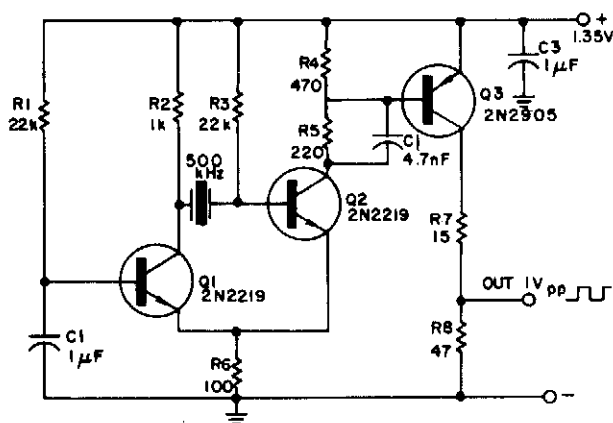 +
1.35V
R1
22k
R2
1k
R3
22k
R4
470
R5
220
C1
4.7nF
Q3
2N2905
C3
1µF
500
kHz
Q2
2N2219
R7
15
Q1
2N2219
OUT 1V pp
C1
1µF
R6
100
R8
47
−